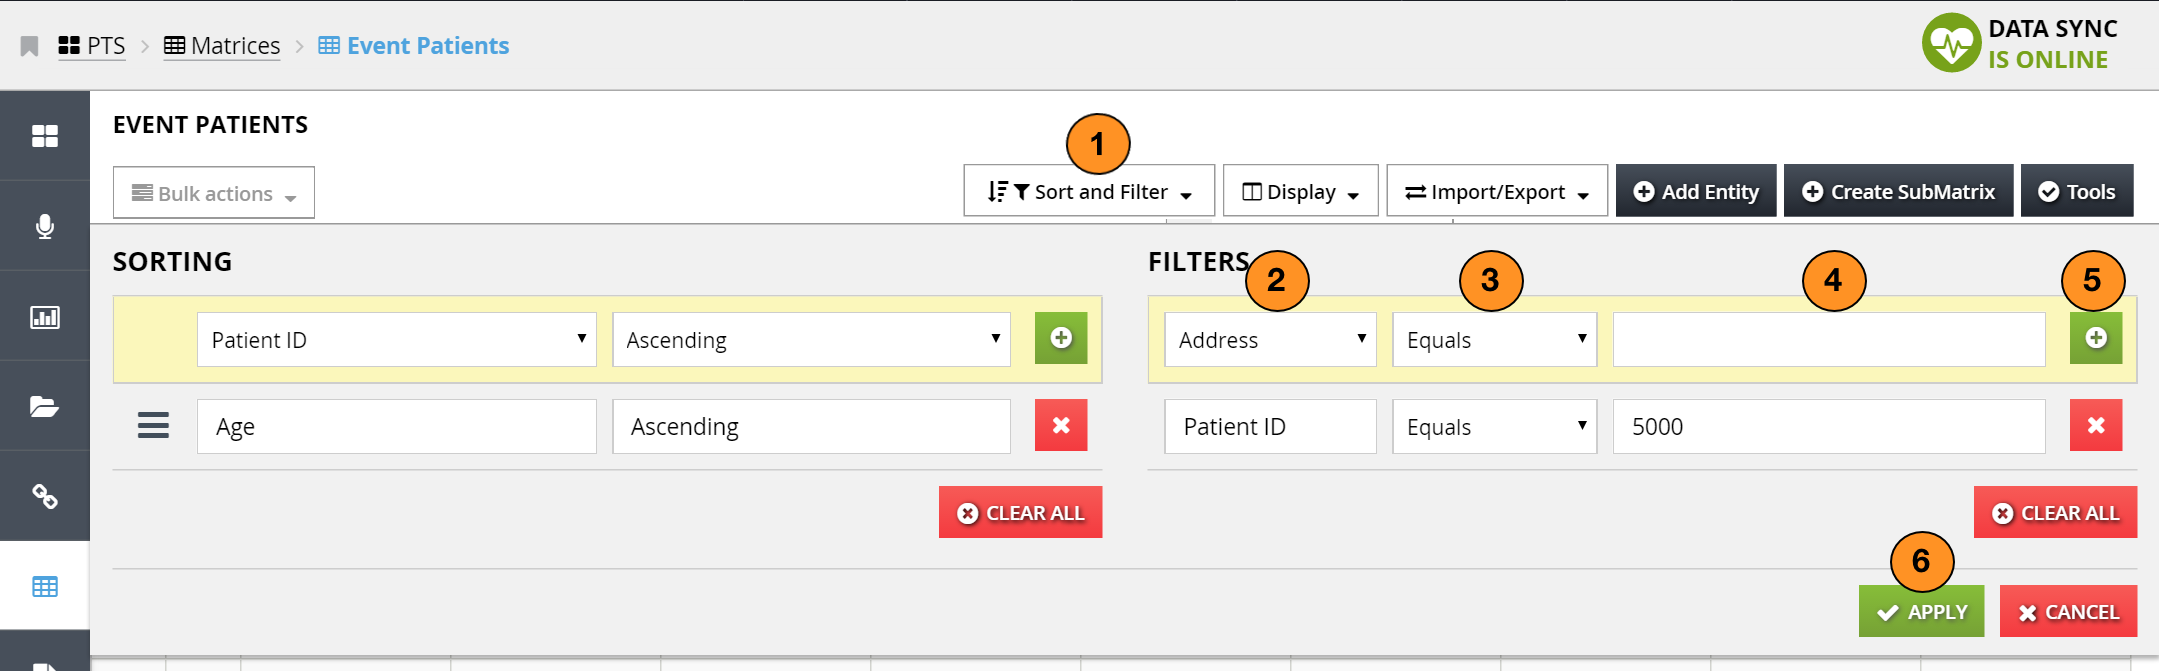 PTS > Matrices > Event Patients
DATA SYNC
IS ONLINE
EVENT PATIENTS
1
Bulk actions
Sort and Filter
Display
Import/Export
Add Entity
Create SubMatrix
Tools
SORTING
FILTERS
2
3
4
5
Patient ID
Ascending
Address
Equals
Age
Ascending
Patient ID
Equals
5000
CLEAR ALL
CLEAR ALL
6
APPLY
CANCEL